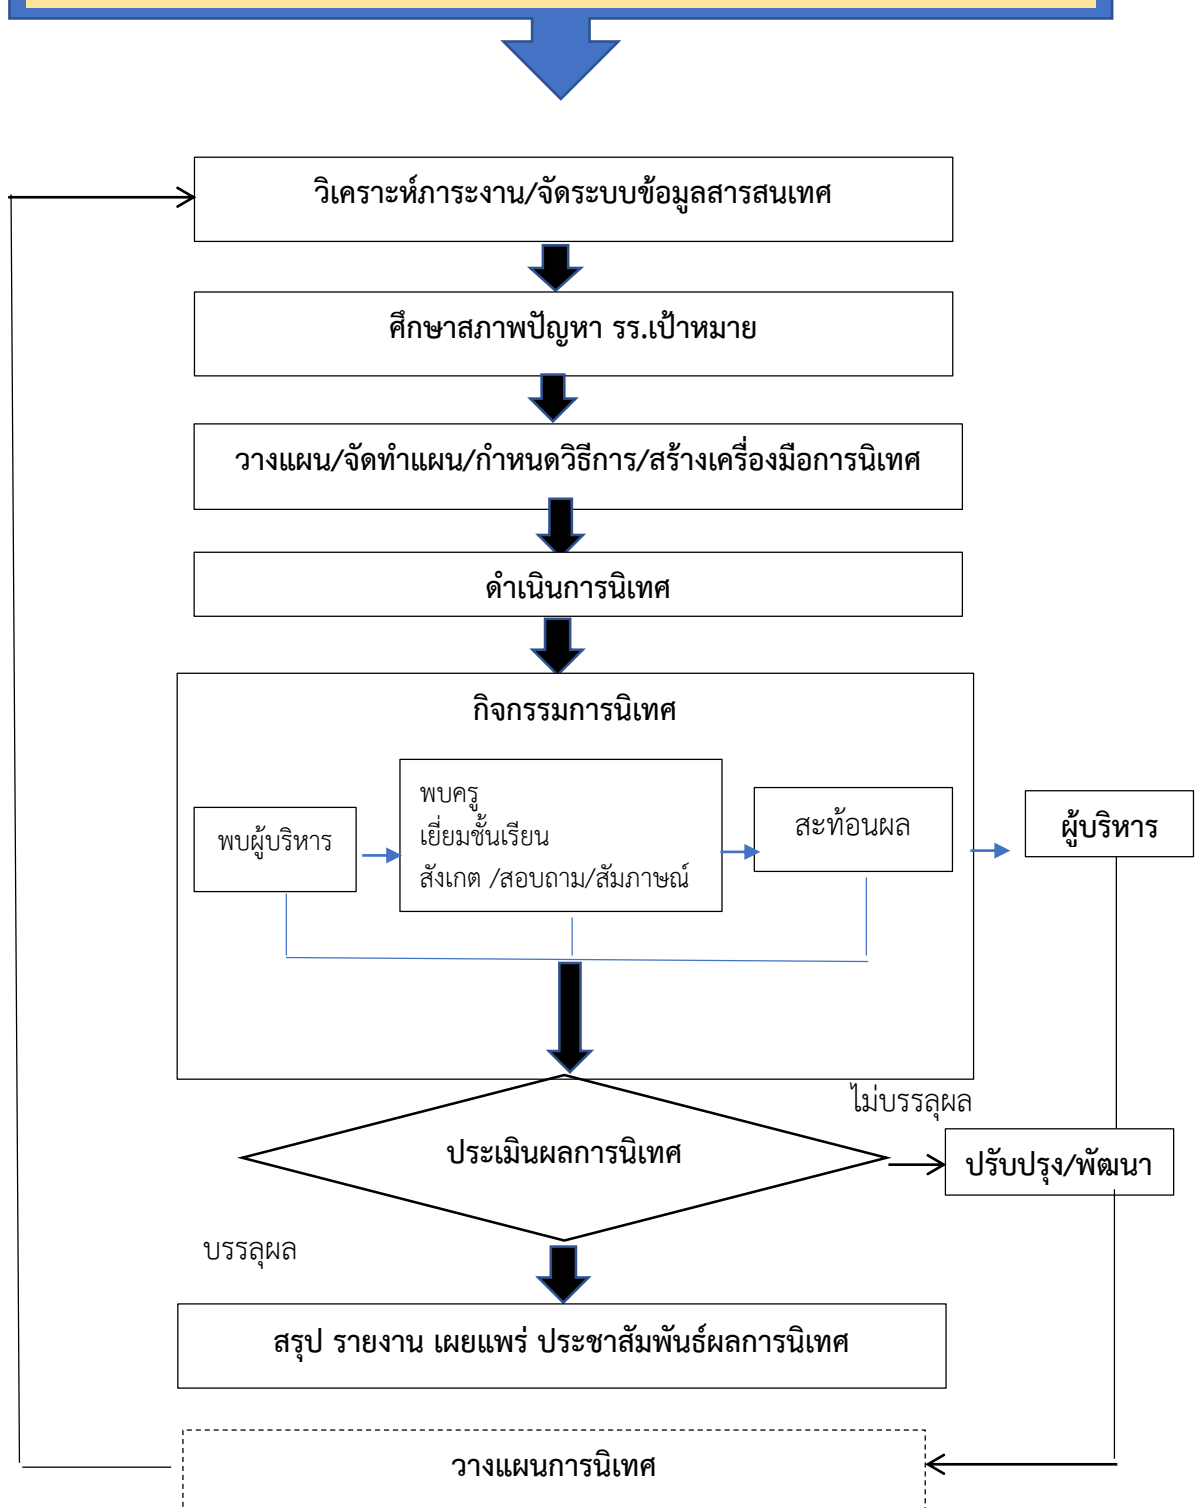 วิเคราะห์ภาระงาน/จัดระบบข้อมูลสารสนเทศ
ศึกษาสภาพปัญหา รร.เป้าหมาย
วางแผน/จัดทำแผน/กำหนดวิธีการ/สร้างเครื่องมือการนิเทศ
ดำเนินการนิเทศ
กิจกรรมการนิเทศ
พบผู้บริหาร
พบครู
เยี่ยมชั้นเรียน
สังเกต /สอบถาม/สัมภาษณ์
สะท้อนผล
ผู้บริหาร
ไม่บรรลุผล
ประเมินผลการนิเทศ
ปรับปรุง/พัฒนา
บรรลุผล
สรุป รายงาน เผยแพร่ ประชาสัมพันธ์ผลการนิเทศ
วางแผนการนิเทศ